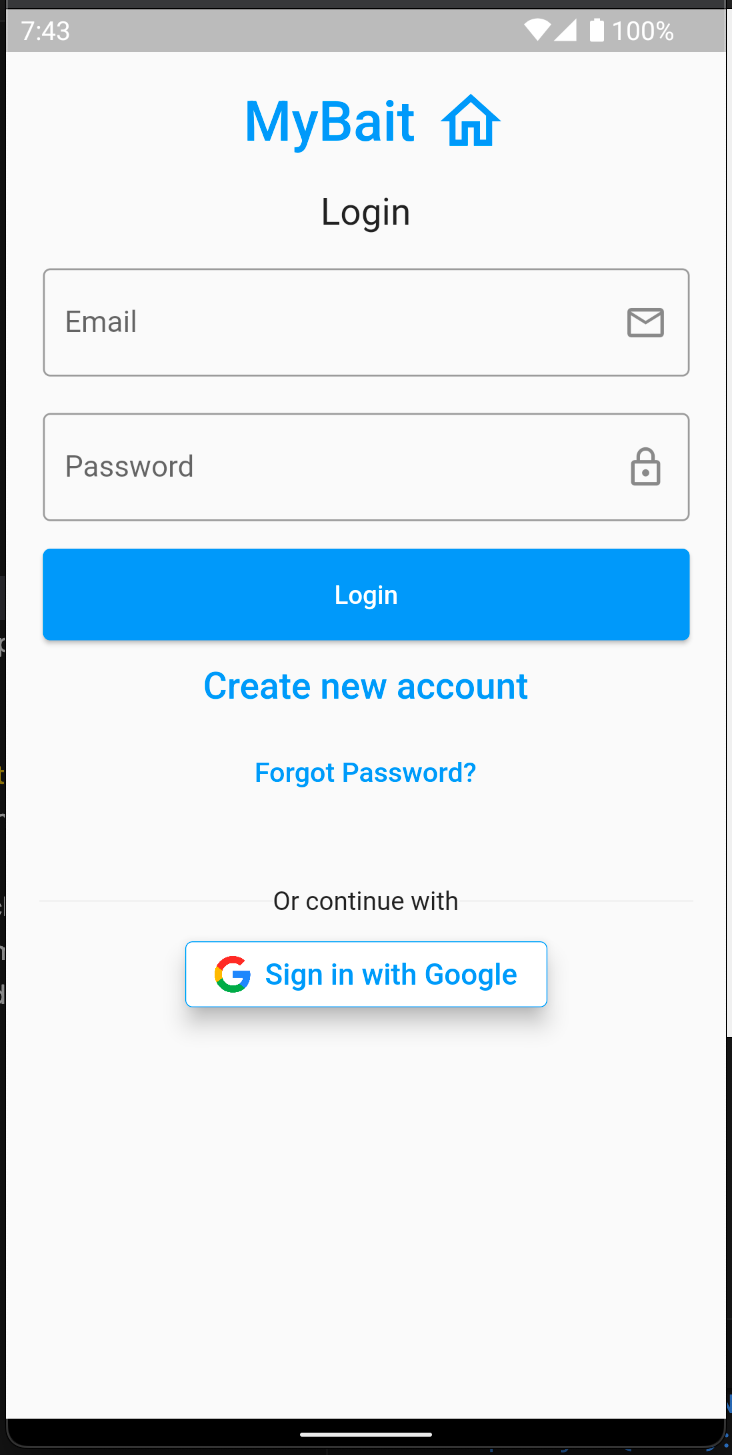 7:43 100%
MyBait
Login
Email
Password
Login
Create new account
Forgot Password?
Or continue with
Sign in with Google